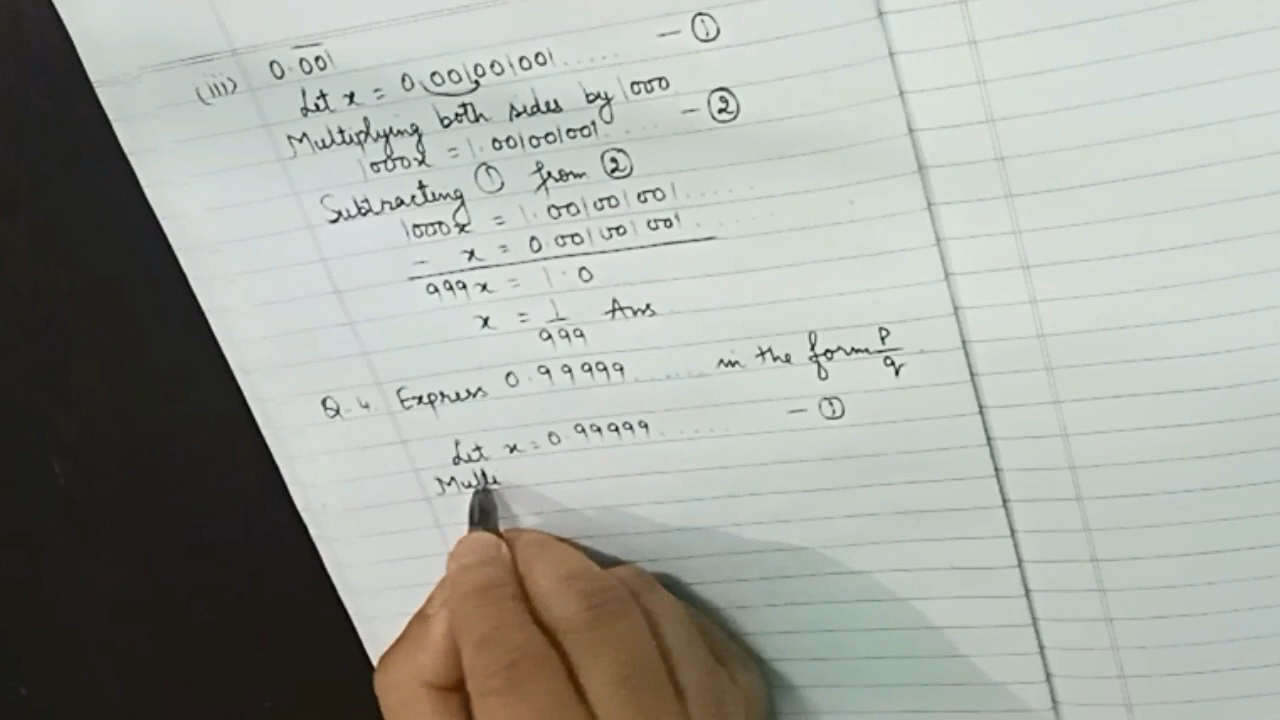 (iii) 0.001̅
Let x = 0.001001001..... — ①
Multiplying both sides by 1000
1000x = 1.001001001..... — ②
Subtracting ① from ②
1000x = 1.001001001.....
- x = 0.001001001.....
999x = 1.0
x = 1/999 Ans
Q.4. Express 0.99999..... in the form p/q
Let x = 0.99999..... — ①
Multi